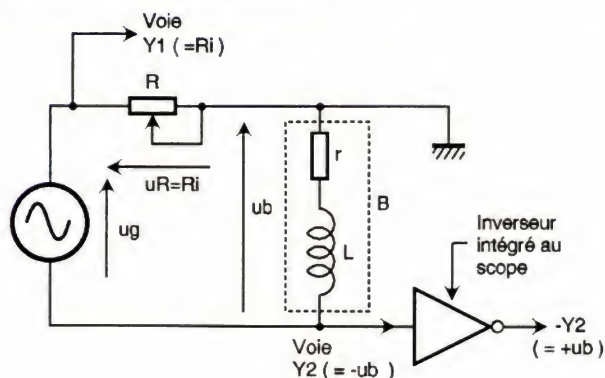 Voie
Y1 (=Ri)
R
uR=Ri
ug
ub
r
L
B
Inverseur
intégré au
scope
-Y2
( = +ub)
Voie
Y2 ( = -ub)